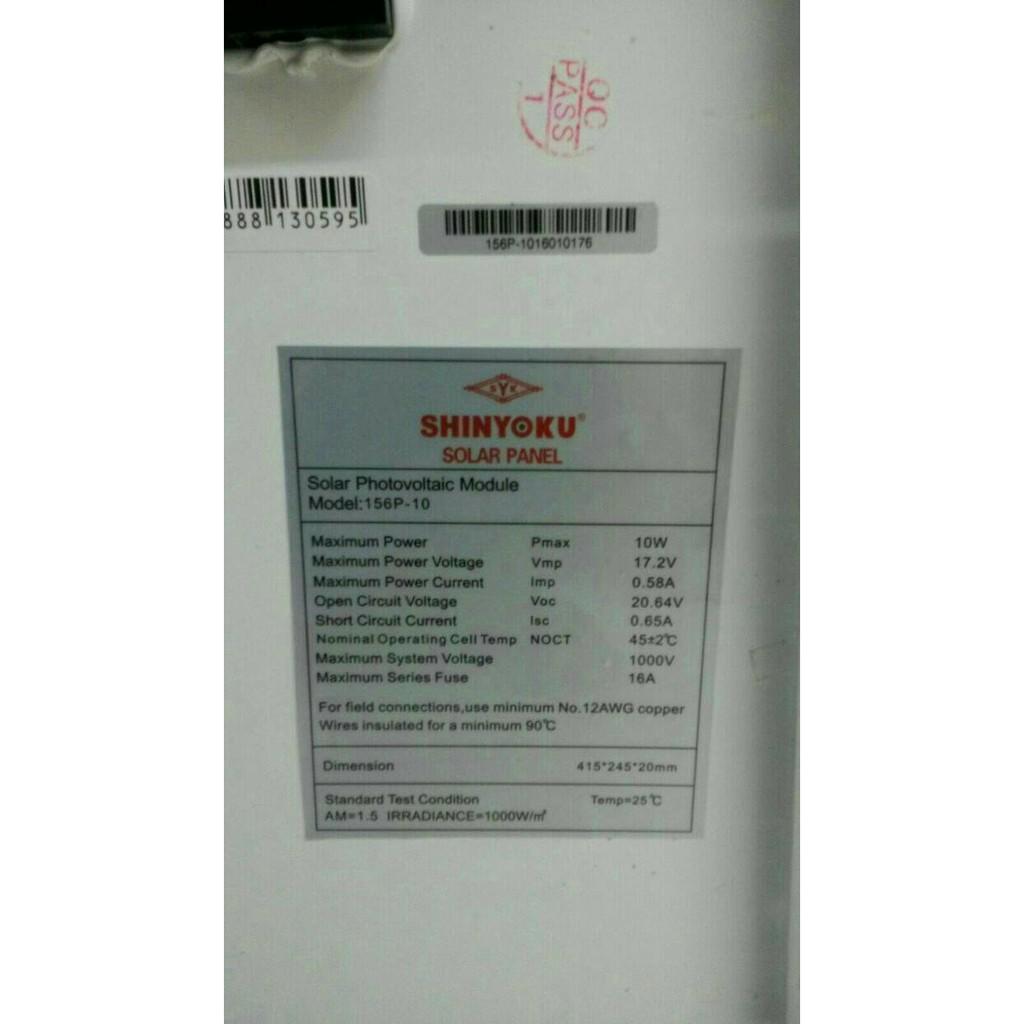 QC
PASS
1
888 130595
156P-1016010176
SYK
SHINYOKU®
SOLAR PANEL
Solar Photovoltaic Module
Model:156P-10
Maximum Power Pmax 10W
Maximum Power Voltage Vmp 17.2V
Maximum Power Current Imp 0.58A
Open Circuit Voltage Voc 20.64V
Short Circuit Current Isc 0.65A
Nominal Operating Cell Temp NOCT 45±2℃
Maximum System Voltage 1000V
Maximum Series Fuse 16A
For field connections,use minimum No.12AWG copper
Wires insulated for a minimum 90℃
Dimension 415*245*20mm
Standard Test Condition Temp=25℃
AM=1.5 IRRADIANCE=1000W/㎡